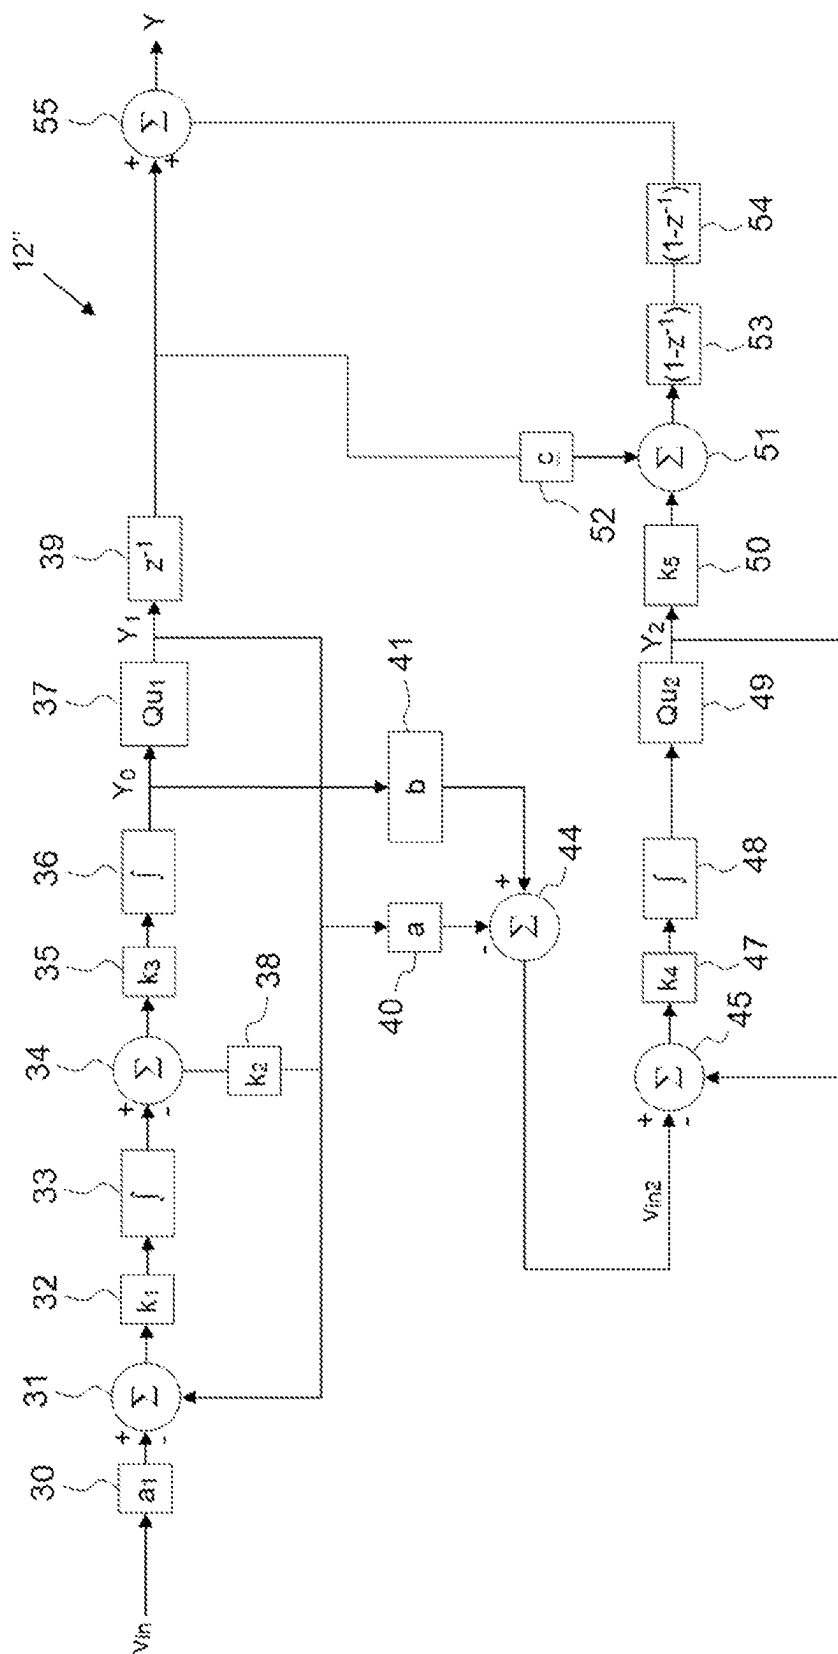 12"
Vin
30
a1
+
-
31
Σ
32
k1
33
∫
+
-
34
Σ
38
k2
35
k3
36
∫
Y0
37
Qu1
Y1
39
z-1
+
+
55
Σ
Y
40
a
41
b
-
+
44
Σ
Vin2
+
-
45
Σ
47
k4
48
∫
49
Qu2
Y2
50
k5
52
c
51
Σ
53
(1-z-1)
54
(1-z-1)